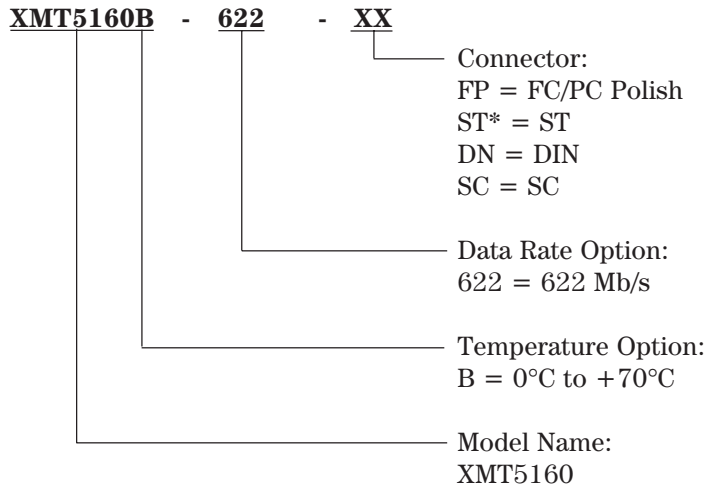 XMT5160B - 622 - XX
Connector:
FP = FC/PC Polish
ST* = ST
DN = DIN
SC = SC
Data Rate Option:
622 = 622 Mb/s
Temperature Option:
B = 0°C to +70°C
Model Name:
XMT5160